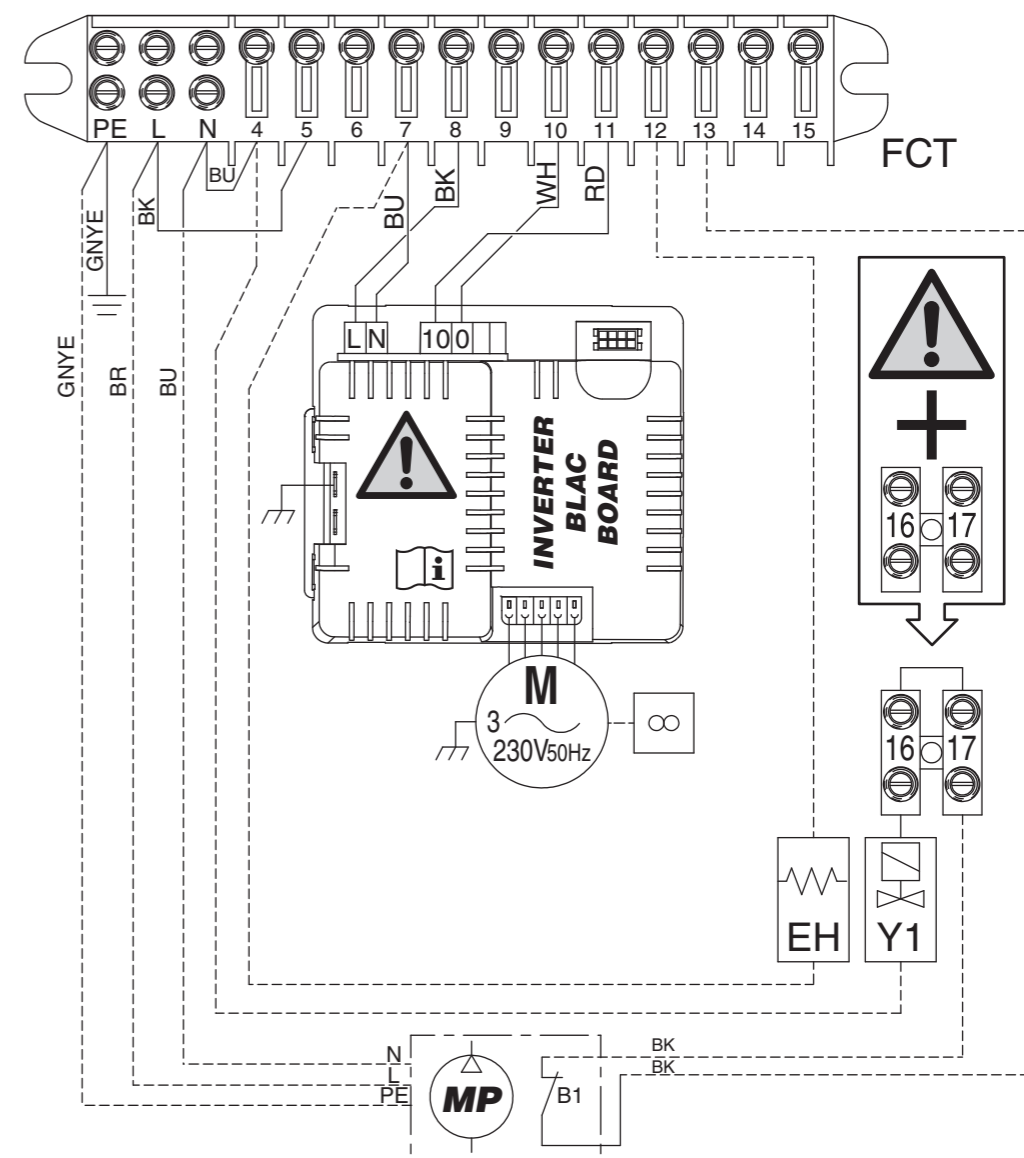 PE L N 4 5 6 7 8 9 10 11 12 13 14 15
FCT
BU
BK
GNYE
BU
BK
WH
RD
GNYE
BR
BU
L N 10 0
INVERTER
BLAC
BOARD
i
M
3
230V50Hz
∞
16 17
16 17
EH
Y1
N
L
PE
MP
B1
BK
BK